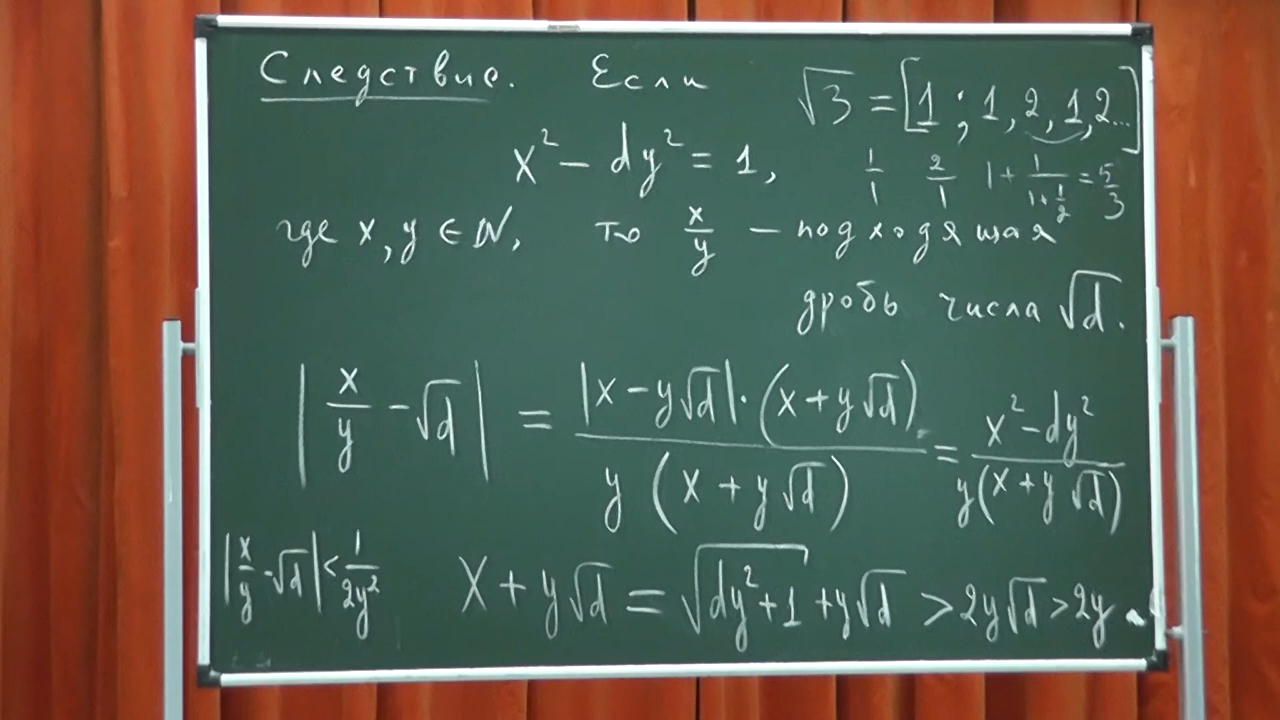 Следствие. Если
√3 = [1; 1, 2, 1, 2...]
x² − dy² = 1,
1/1 2/1 1 + 1/(1+1/2) = 5/3
где x, y ∈ N, то x/y — подходящая
дробь числа √d.
|x/y − √d| = |x − y√d|·(x + y√d) / y(x + y√d) = x² − dy² / y(x + y√d)
|x/y − √d| < 1/2y²
x + y√d = √(dy² + 1) + y√d > 2y√d > 2y